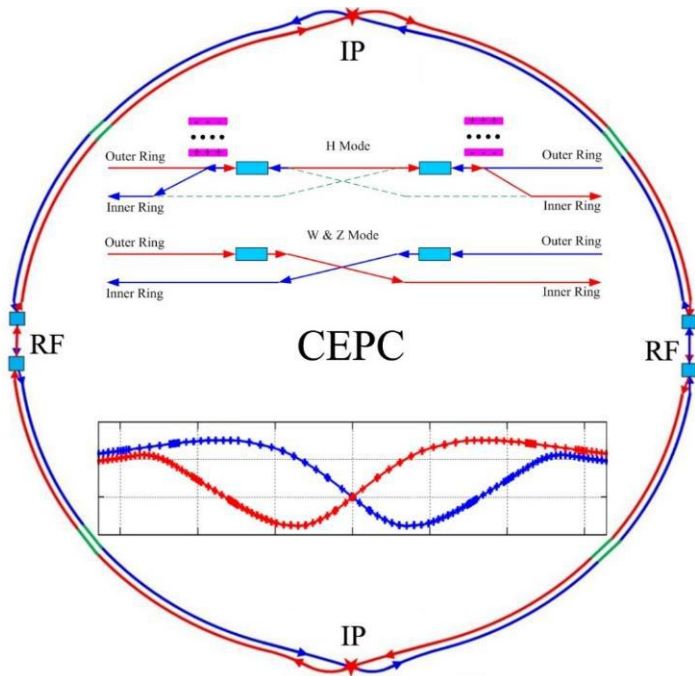 IP
H Mode
Outer Ring
Outer Ring
Inner Ring
Inner Ring
W & Z Mode
Outer Ring
Outer Ring
Inner Ring
Inner Ring
RF
CEPC
RF
IP